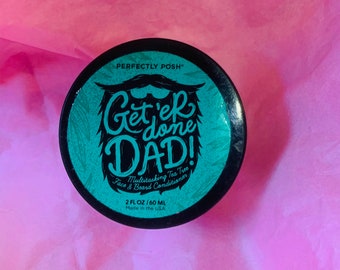 PERFECTLY POSH®
Get 'er
done
DAD!
Multitasking Tea Tree
Face & Beard Conditioner
2 FL OZ / 60 ML
Made in the USA